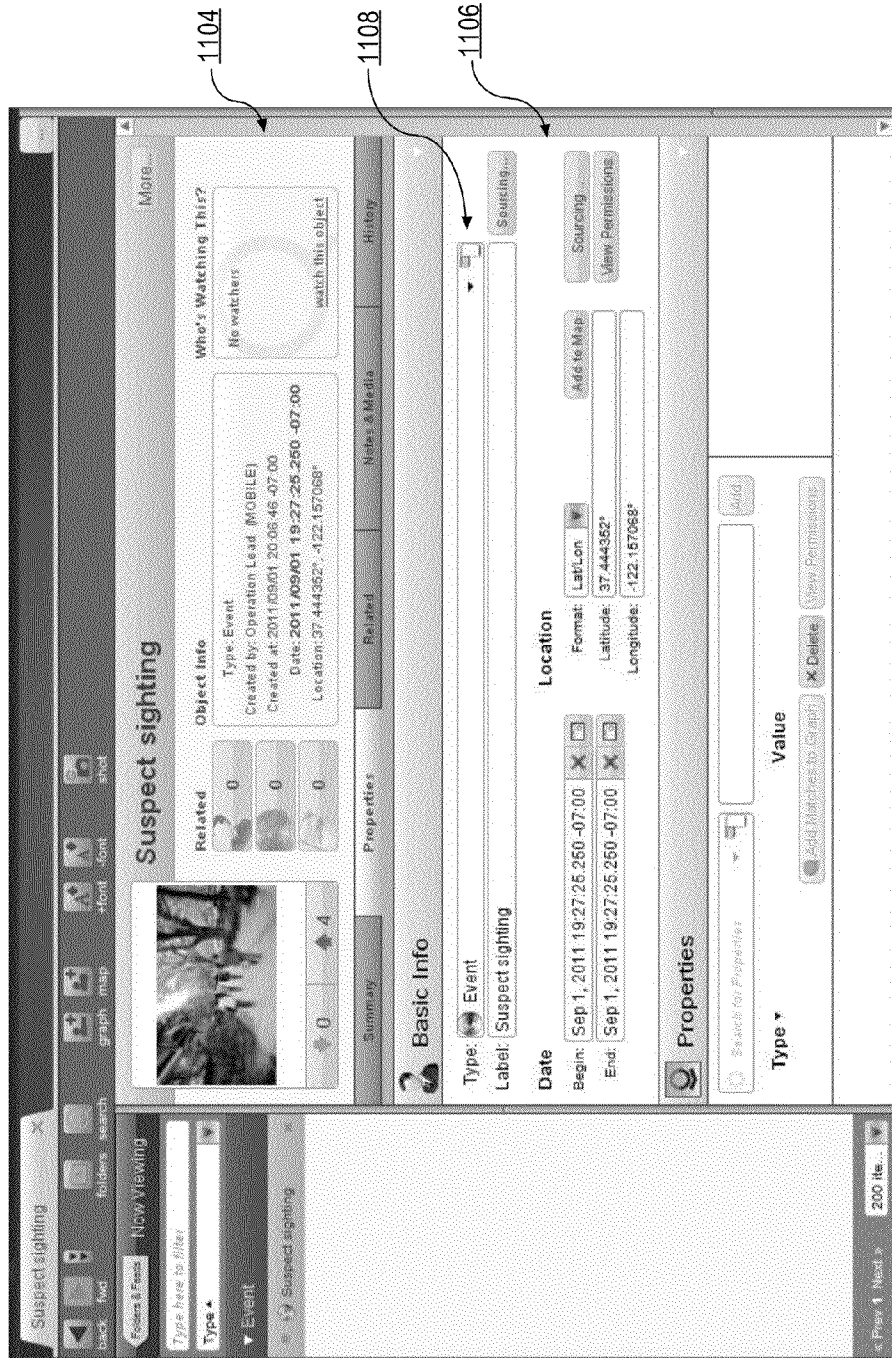 Suspect sighting ×
back fwd folders search graph map +font -font shot
Folders & Feeds Now Viewing
Type here to filter
Type
Event
Suspect sighting
« Prev 1 Next » 200 ite...
Suspect sighting More...
0 4
Related
0
0
0
Object Info
Type: Event
Created by: Operation Lead (MOBILE)
Created at: 2011/09/01 20:06:46 -07:00
Date: 2011/09/01 19:27:25.250 -07:00
Location: 37.444352°, -122.157068°
Who's Watching This?
No watchers
watch this object
Summary Properties Related Notes & Media History
Basic Info
Type: Event
Label: Suspect sighting Sourcing...
Date
Begin: Sep 1, 2011 19:27:25.250 -07:00
End: Sep 1, 2011 19:27:25.250 -07:00
Location
Format: Lat/Lon Add to Map
Latitude: 37.444352°
Longitude: -122.157068°
Sourcing...
View Permissions
Properties
Search for Properties Add
Type Value
Add Matches to Graph × Delete View Permissions
1104
1108
1106